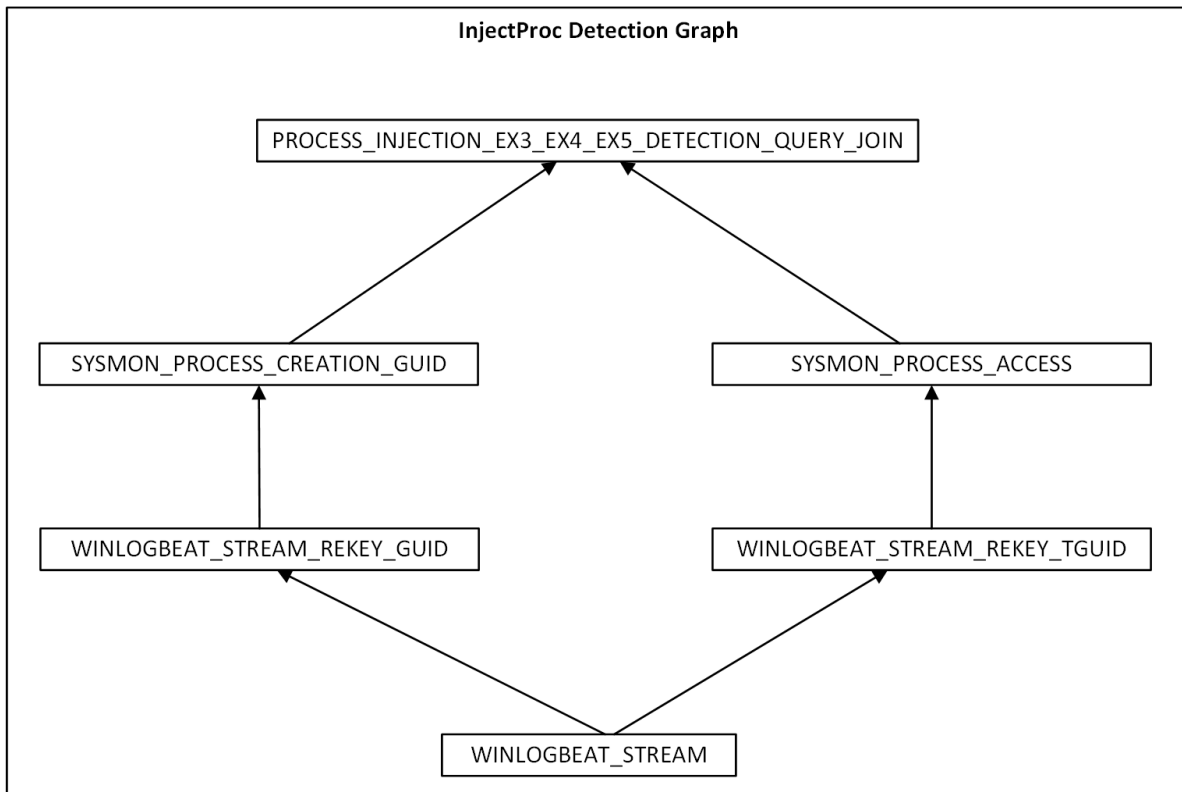 InjectProc Detection Graph
PROCESS_INJECTION_EX3_EX4_EX5_DETECTION_QUERY_JOIN
SYSMON_PROCESS_CREATION_GUID
SYSMON_PROCESS_ACCESS
WINLOGBEAT_STREAM_REKEY_GUID
WINLOGBEAT_STREAM_REKEY_TGUID
WINLOGBEAT_STREAM